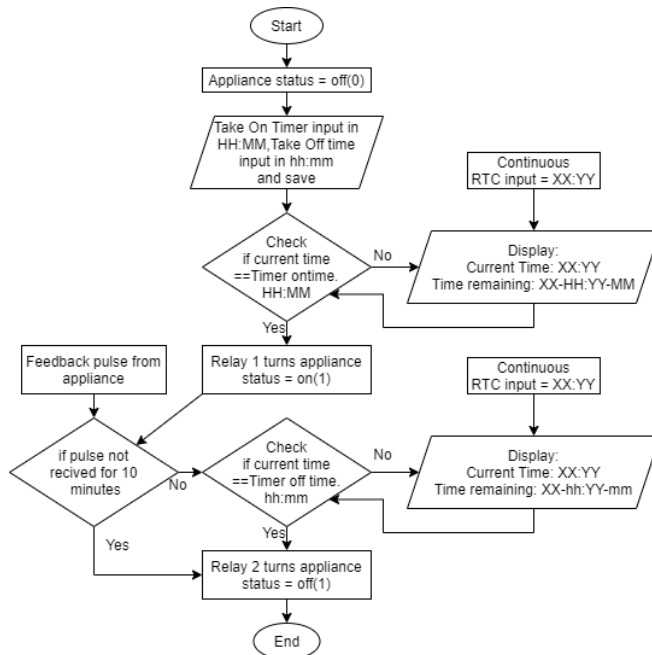 Start
Appliance status = off(0)
Take On Timer input in
HH:MM,Take Off time
input in hh:mm
and save
Continuous
RTC input = XX:YY
Check
if current time
==Timer ontime.
HH:MM
No
Display:
Current Time: XX:YY
Time remaining: XX-HH:YY-MM
Yes
Feedback pulse from
appliance
Relay 1 turns appliance
status = on(1)
Continuous
RTC input = XX:YY
if pulse not
recived for 10
minutes
No
Check
if current time
==Timer off time.
hh:mm
No
Display:
Current Time: XX:YY
Time remaining: XX-hh:YY-mm
Yes
Yes
Relay 2 turns appliance
status = off(1)
End